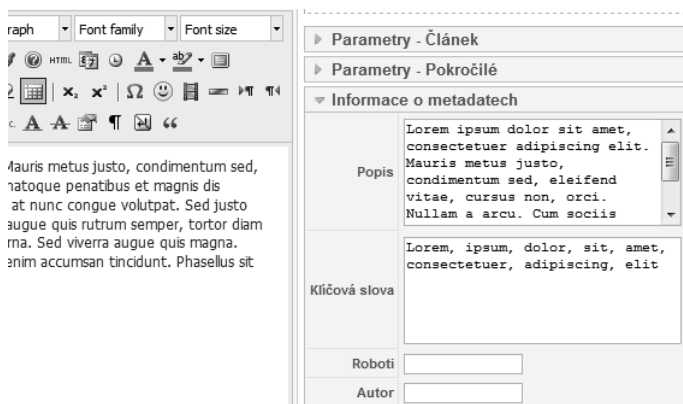 raph Font family Font size
HTML
Mauris metus justo, condimentum sed,
natoque penatibus et magnis dis
at nunc congue volutpat. Sed justo
augue quis rutrum semper, tortor diam
rna. Sed viverra augue quis magna.
enim accumsan tincidunt. Phasellus sit
Parametry - Článek
Parametry - Pokročilé
Informace o metadatech
Popis
Lorem ipsum dolor sit amet,
consectetuer adipiscing elit.
Mauris metus justo,
condimentum sed, eleifend
vitae, cursus non, orci.
Nullam a arcu. Cum sociis
Klíčová slova
Lorem, ipsum, dolor, sit, amet,
consectetuer, adipiscing, elit
Roboti
Autor